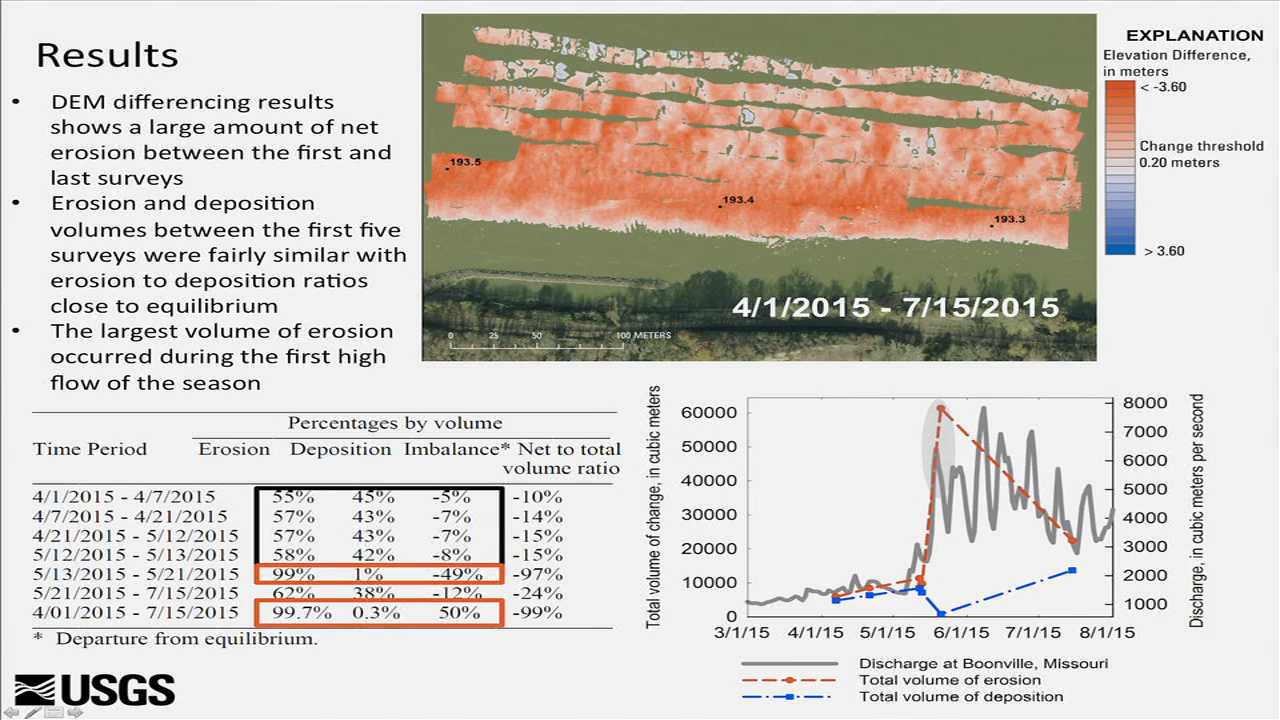 Results
• DEM differencing results
shows a large amount of net
erosion between the first and
last surveys
• Erosion and deposition
volumes between the first five
surveys were fairly similar with
erosion to deposition ratios
close to equilibrium
• The largest volume of erosion
occurred during the first high
flow of the season
193.5
193.4
193.3
4/1/2015 - 7/15/2015
0 25 50 100 METERS
EXPLANATION
Elevation Difference,
in meters
< -3.60
Change threshold
0.20 meters
> 3.60
Percentages by volume
Time Period Erosion Deposition Imbalance* Net to total
volume ratio
4/1/2015 - 4/7/2015 55% 45% -5% -10%
4/7/2015 - 4/21/2015 57% 43% -7% -14%
4/21/2015 - 5/12/2015 57% 43% -7% -15%
5/12/2015 - 5/13/2015 58% 42% -8% -15%
5/13/2015 - 5/21/2015 99% 1% -49% -97%
5/21/2015 - 7/15/2015 62% 38% -12% -24%
4/01/2015 - 7/15/2015 99.7% 0.3% 50% -99%
* Departure from equilibrium.
USGS
Total volume of change, in cubic meters
60000
50000
40000
30000
20000
10000
0
3/1/15 4/1/15 5/1/15 6/1/15 7/1/15 8/1/15
8000
7000
6000
5000
4000
3000
2000
1000
Discharge, in cubic meters per second
Discharge at Boonville, Missouri
Total volume of erosion
Total volume of deposition